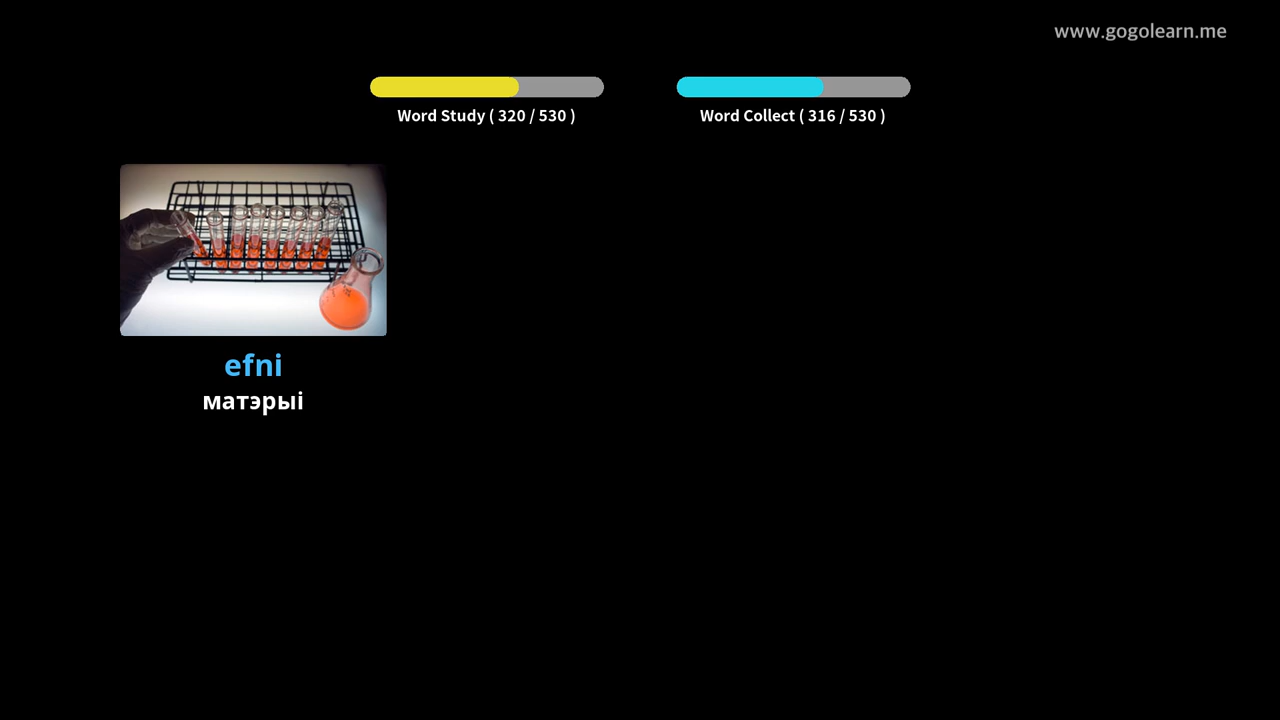 www.gogolearn.me
Word Study ( 320 / 530 )
Word Collect ( 316 / 530 )
efni
матэрыі